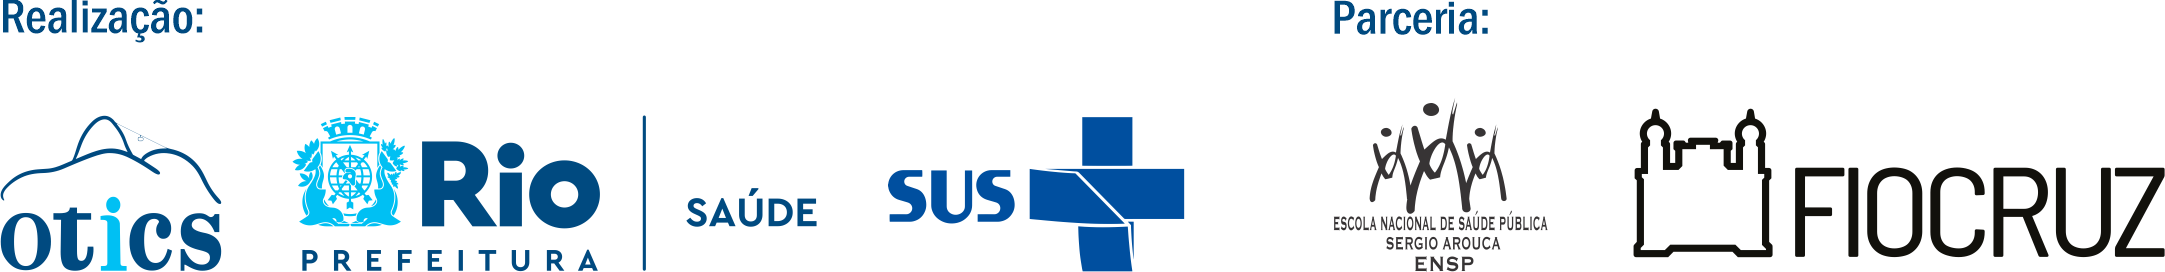 Realização:
Parceria:
otics
Rio
PREFEITURA
SAÚDE
SUS
ESCOLA NACIONAL DE SAÚDE PÚBLICA
SERGIO AROUCA
ENSP
FIOCRUZ